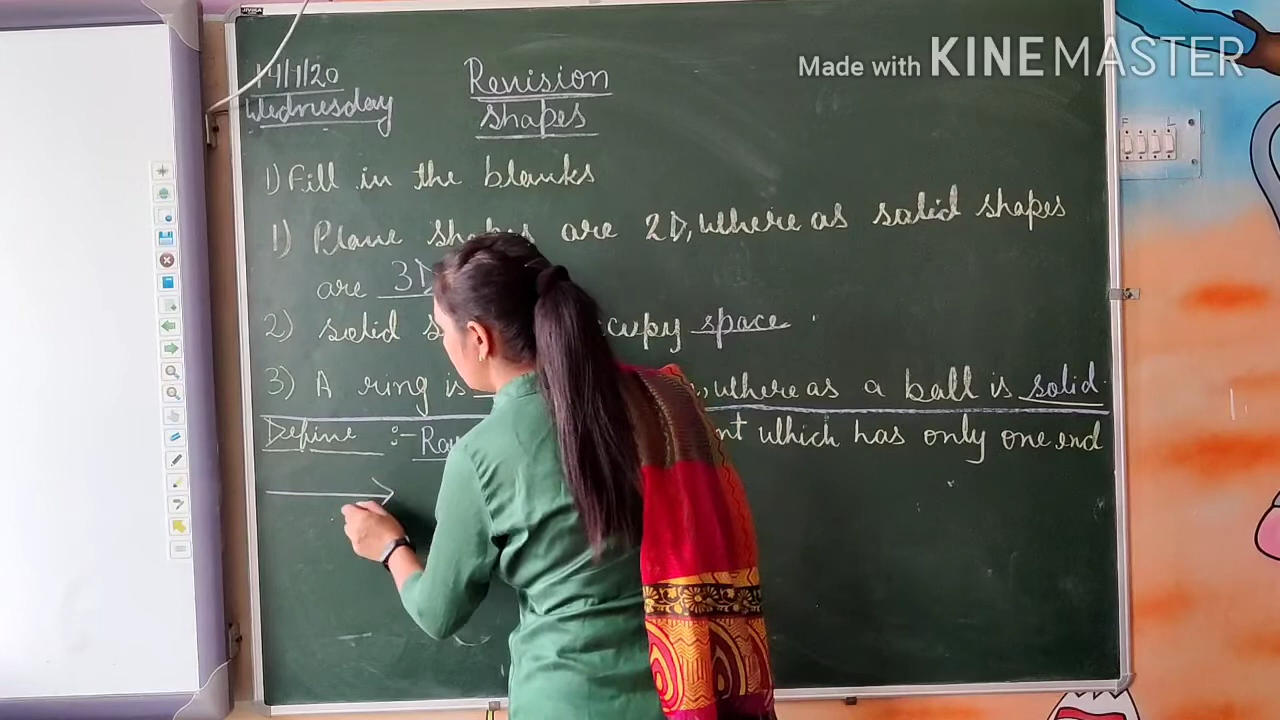 JIVIKA
Made with KINEMASTER
14/1/20
Wednesday
Revision
shapes
1) Fill in the blanks
1) Plane shapes are 2D, where as solid shapes
are 3D
2) solid s cupy space .
3) A ring is , where as a ball is solid.
Define :- Ray nt which has only one end